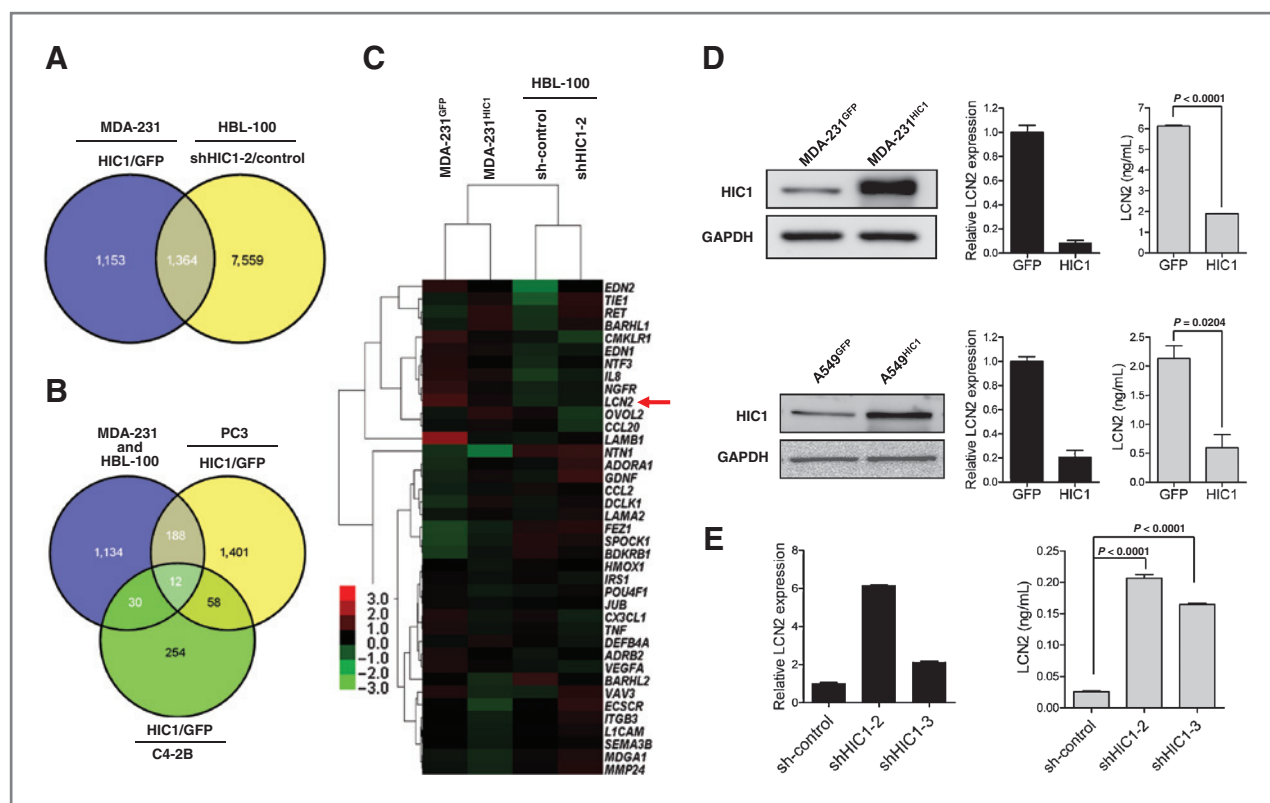 A
MDA-231
HBL-100
HIC1/GFP
shHIC1-2/control
1,153
1,364
7,559
B
MDA-231
and
HBL-100
PC3
HIC1/GFP
1,134
188
1,401
12
30
58
254
HIC1/GFP
C4-2B
C
HBL-100
MDA-231GFP
MDA-231HIC1
sh-control
shHIC1-2
EDN2
TIE1
RET
BARHL1
CMKLR1
EDN1
NTF3
IL8
NGFR
LCN2
OVOL2
CCL20
LAMB1
NTN1
ADORA1
GDNF
CCL2
DCLK1
LAMA2
FEZ1
SPOCK1
BDKRB1
HMOX1
IRS1
POU4F1
JUB
CX3CL1
TNF
DEFB4A
ADRB2
VEGFA
BARHL2
VAV3
ECSCR
ITGB3
L1CAM
SEMA3B
MDGA1
MMP24
3.0
2.0
1.0
0.0
−1.0
−2.0
−3.0
D
MDA-231GFP
MDA-231HIC1
HIC1
GAPDH
Relative LCN2 expression
1.2
1.0
0.8
0.6
0.4
0.2
0.0
GFP
HIC1
P < 0.0001
LCN2 (ng/mL)
7
6
4
3
1
0
GFP
HIC1
A549GFP
A549HIC1
HIC1
GAPDH
Relative LCN2 expression
1.2
1.0
0.8
0.6
0.4
0.2
0.0
GFP
HIC1
P = 0.0204
LCN2 (ng/mL)
2.5
2.0
1.5
1.0
0.5
0.0
GFP
HIC1
E
Relative LCN2 expression
8
6
4
2
0
sh-control
shHIC1-2
shHIC1-3
P < 0.0001
P < 0.0001
LCN2 (ng/mL)
0.25
0.20
0.15
0.10
0.05
0.00
sh-control
shHIC1-2
shHIC1-3